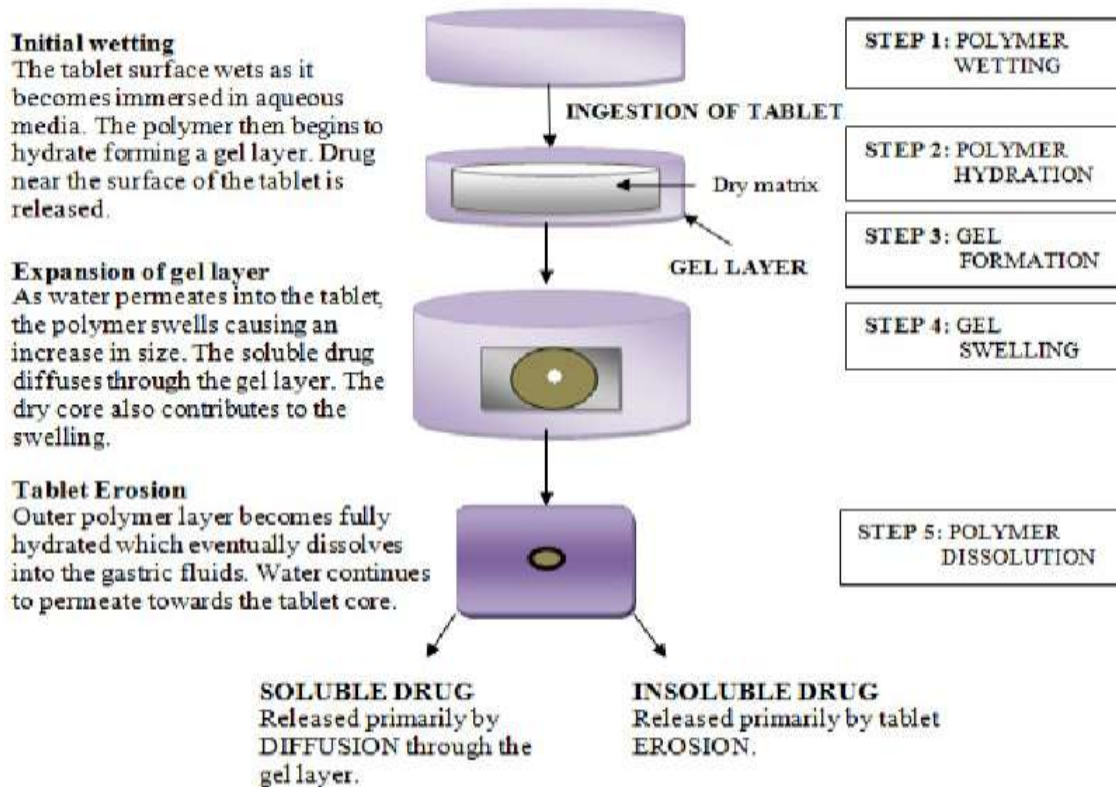 Initial wetting
The tablet surface wets as it
becomes immersed in aqueous
media. The polymer then begins to
hydrate forming a gel layer. Drug
near the surface of the tablet is
released.
STEP 1: POLYMER
WETTING
INGESTION OF TABLET
STEP 2: POLYMER
HYDRATION
Dry matrix
STEP 3: GEL
FORMATION
GEL LAYER
Expansion of gel layer
As water permeates into the tablet,
the polymer swells causing an
increase in size. The soluble drug
diffuses through the gel layer. The
dry core also contributes to the
swelling.
STEP 4: GEL
SWELLING
Tablet Erosion
Outer polymer layer becomes fully
hydrated which eventually dissolves
into the gastric fluids. Water continues
to permeate towards the tablet core.
STEP 5: POLYMER
DISSOLUTION
SOLUBLE DRUG
Released primarily by
DIFFUSION through the
gel layer.
INSOLUBLE DRUG
Released primarily by tablet
EROSION.